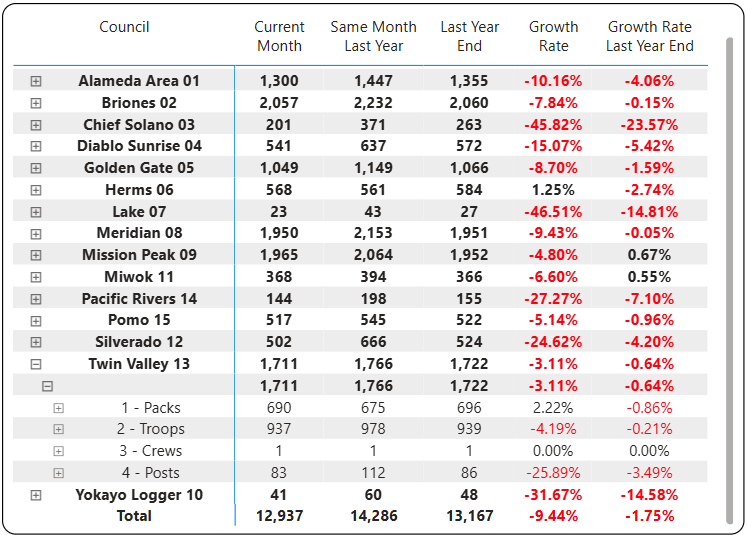 Council Current Month Same Month Last Year Last Year End Growth Rate Growth Rate Last Year End
Alameda Area 01 1,300 1,447 1,355 -10.16% -4.06%
Briones 02 2,057 2,232 2,060 -7.84% -0.15%
Chief Solano 03 201 371 263 -45.82% -23.57%
Diablo Sunrise 04 541 637 572 -15.07% -5.42%
Golden Gate 05 1,049 1,149 1,066 -8.70% -1.59%
Herms 06 568 561 584 1.25% -2.74%
Lake 07 23 43 27 -46.51% -14.81%
Meridian 08 1,950 2,153 1,951 -9.43% -0.05%
Mission Peak 09 1,965 2,064 1,952 -4.80% 0.67%
Miwok 11 368 394 366 -6.60% 0.55%
Pacific Rivers 14 144 198 155 -27.27% -7.10%
Pomo 15 517 545 522 -5.14% -0.96%
Silverado 12 502 666 524 -24.62% -4.20%
Twin Valley 13 1,711 1,766 1,722 -3.11% -0.64%
1,711 1,766 1,722 -3.11% -0.64%
1 - Packs 690 675 696 2.22% -0.86%
2 - Troops 937 978 939 -4.19% -0.21%
3 - Crews 1 1 1 0.00% 0.00%
4 - Posts 83 112 86 -25.89% -3.49%
Yokayo Logger 10 41 60 48 -31.67% -14.58%
Total 12,937 14,286 13,167 -9.44% -1.75%